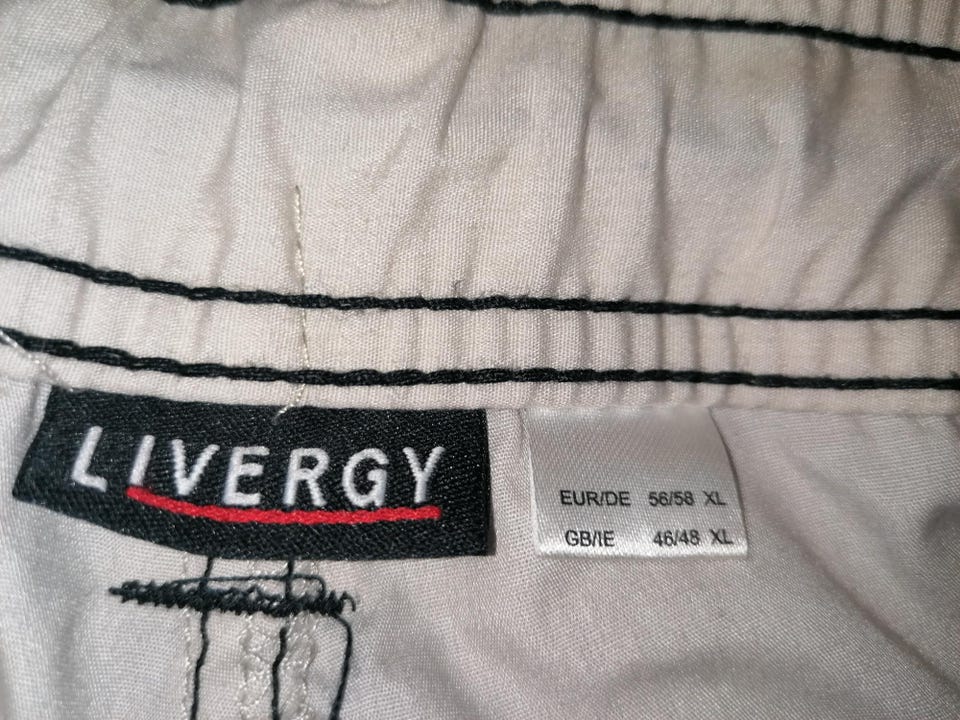 LIVERGY
EUR/DE 56/58 XL
GB/IE 46/48 XL